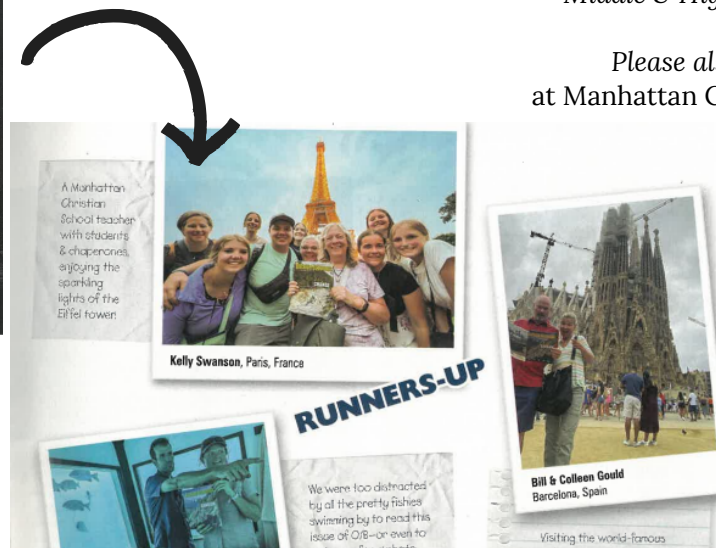 Please al
at Manhattan C
A Manhattan
Christian
School teacher
with students
& chaperones,
enjoying the
sparkling
lights of the
Eiffel tower!
Kelly Swanson, Paris, France
RUNNERS-UP
Bill & Colleen Gould
Barcelona, Spain
We were too distracted
by all the pretty fishies
swimming by to read this
issue of O/B—or even to
Visiting the world-famous